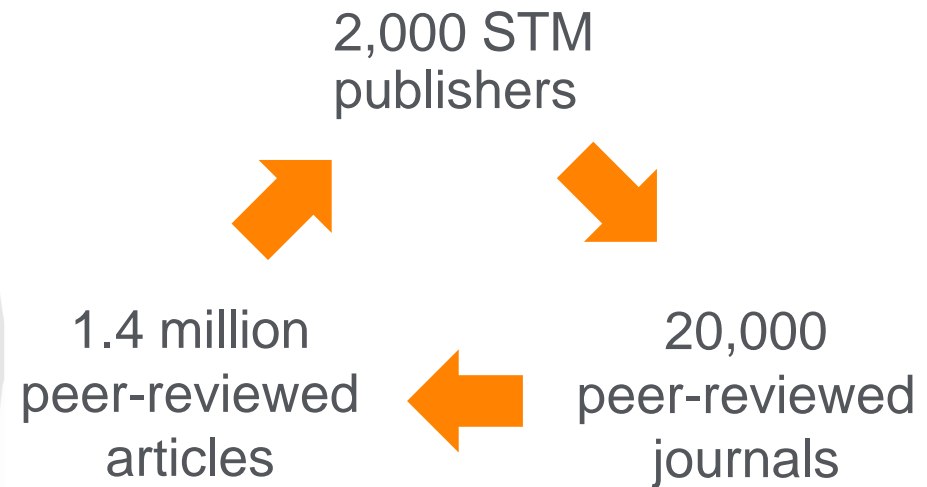 2,000 STM
publishers
1.4 million
peer-reviewed
articles
20,000
peer-reviewed
journals